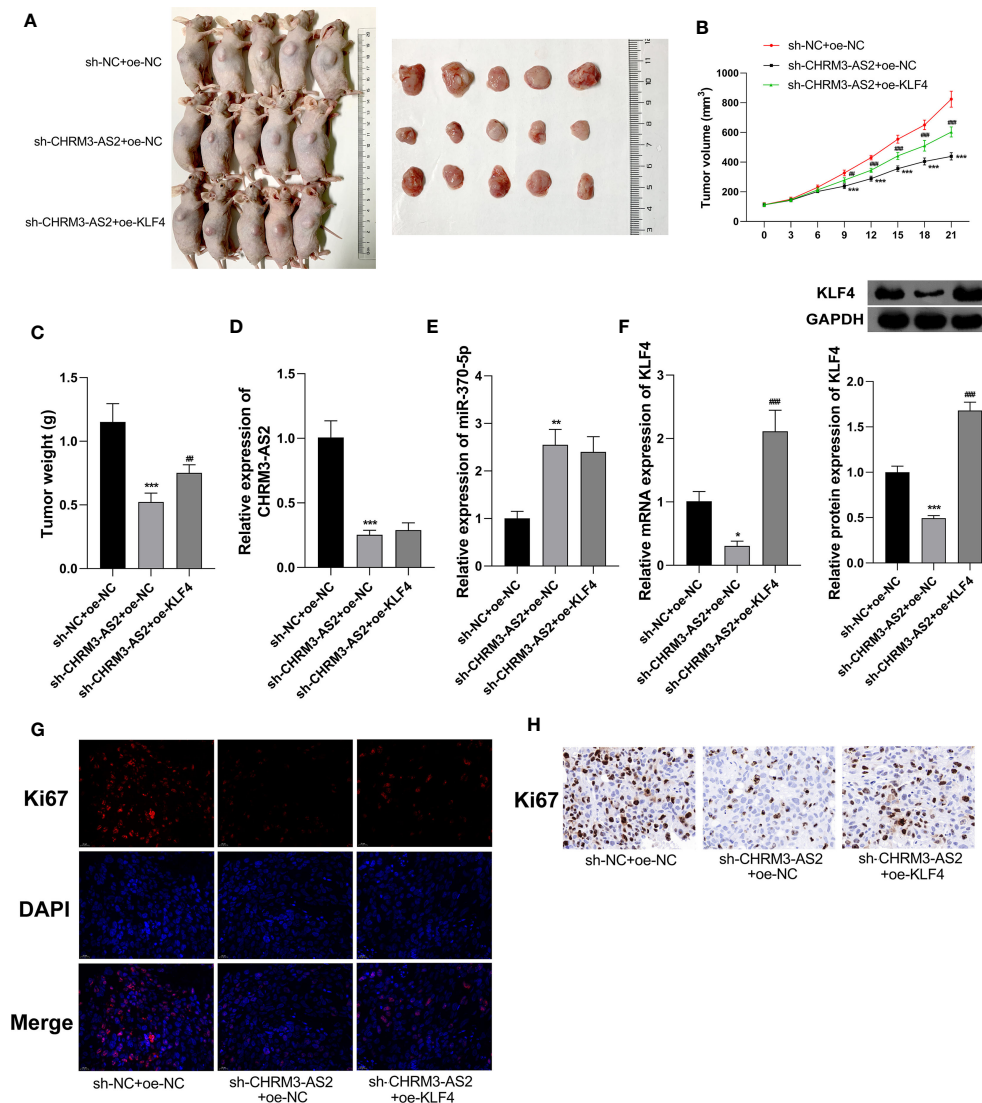 A
sh-NC+oe-NC
sh-CHRM3-AS2+oe-NC
sh-CHRM3-AS2+oe-KLF4
12
11
10
9
8
7
6
5
4
3
B
sh-NC+oe-NC
sh-CHRM3-AS2+oe-NC
sh-CHRM3-AS2+oe-KLF4
Tumor volume (mm3)
1000
800
600
400
200
0
## ### ### ### ###
*** *** *** *** ***
0 3 6 9 12 15 18 21
C
Tumor weight (g)
1.5
1.0
0.5
0.0
***
##
sh-NC+oe-NC
sh-CHRM3-AS2+oe-NC
sh-CHRM3-AS2+oe-KLF4
D
Relative expression of
CHRM3-AS2
1.5
1.0
0.5
0.0
***
sh-NC+oe-NC
sh-CHRM3-AS2+oe-NC
sh-CHRM3-AS2+oe-KLF4
E
Relative expression of miR-370-5p
4
3
2
1
0
**
sh-NC+oe-NC
sh-CHRM3-AS2+oe-NC
sh-CHRM3-AS2+oe-KLF4
F
Relative mRNA expression of KLF4
3
2
1
0
*
###
sh-NC+oe-NC
sh-CHRM3-AS2+oe-NC
sh-CHRM3-AS2+oe-KLF4
KLF4
GAPDH
Relative protein expression of KLF4
2.0
1.5
1.0
0.5
0.0
***
###
sh-NC+oe-NC
sh-CHRM3-AS2+oe-NC
sh-CHRM3-AS2+oe-KLF4
G
Ki67
DAPI
Merge
sh-NC+oe-NC
sh-CHRM3-AS2
+oe-NC
sh-CHRM3-AS2
+oe-KLF4
H
Ki67
sh-NC+oe-NC
sh-CHRM3-AS2
+oe-NC
sh-CHRM3-AS2
+oe-KLF4